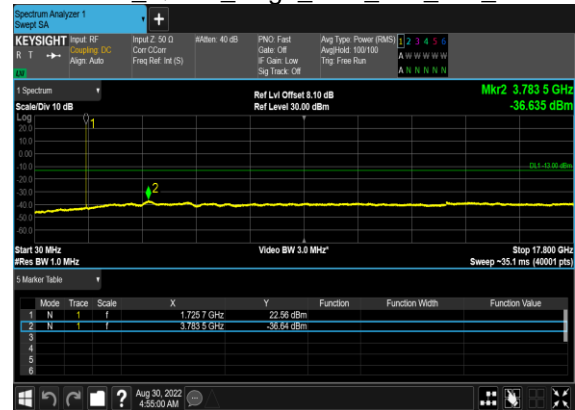 Spectrum Analyzer 1
Swept SA
+
KEYSIGHT Input: RF Input Z: 50 Ω #Atten: 40 dB PNO: Fast Avg Type: Power (RMS) 1 2 3 4 5 6
R T Coupling: DC Corr CCorr Gate: Off Avg|Hold: 100/100 A W W W W W
Align: Auto Freq Ref: Int (S) IF Gain: Low Trig: Free Run
LXI Sig Track: Off A N N N N N
1 Spectrum Ref Lvl Offset 8.10 dB Mkr2 3.783 5 GHz
Scale/Div 10 dB Ref Level 30.00 dBm -36.635 dBm
Log
1
20.0
10.0
0.00
-10.0
DL1 -13.00 dBm
-20.0
2
-30.0
-40.0
-50.0
-60.0
Start 30 MHz Video BW 3.0 MHz* Stop 17.800 GHz
#Res BW 1.0 MHz Sweep ~35.1 ms (40001 pts)
5 Marker Table
Mode Trace Scale X Y Function Function Width Function Value
1 N 1 f 1.725 7 GHz 22.56 dBm
2 N 1 f 3.783 5 GHz -36.64 dBm
3
4
5
6
? Aug 30, 2022
4:55:00 AM